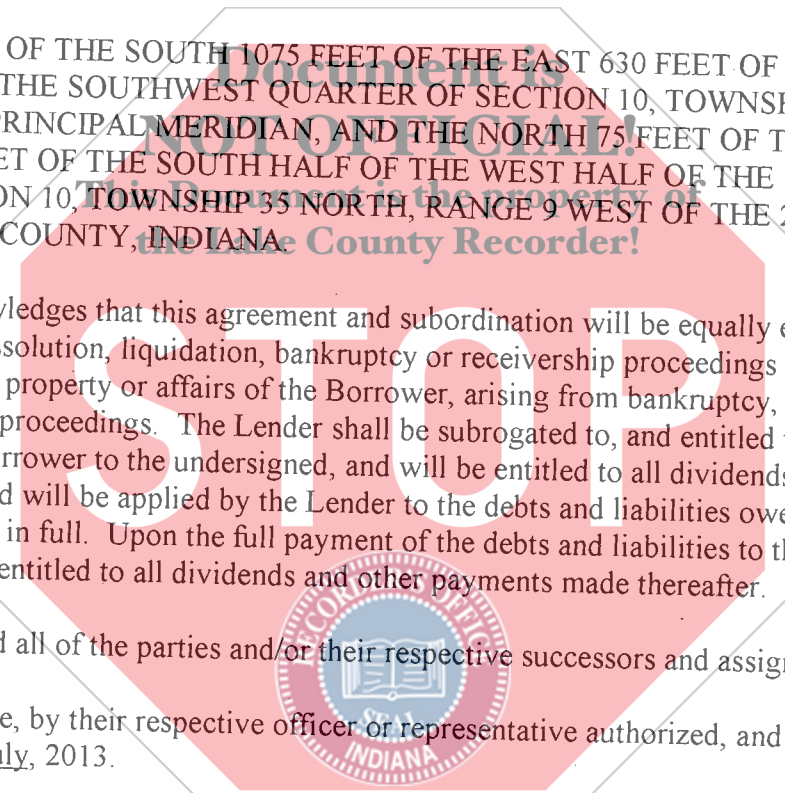 OF THE SOUTH 1075 FEET OF THE EAST 630 FEET OF
THE SOUTHWEST QUARTER OF SECTION 10, TOWNSH
PRINCIPAL MERIDIAN, AND THE NORTH 75 FEET OF T
ET OF THE SOUTH HALF OF THE WEST HALF OF THE
ON 10, TOWNSHIP 35 NORTH, RANGE 9 WEST OF THE 2
COUNTY, INDIANA.
Document is
NOT OFFICIAL!
This Document is the property of
the Lake County Recorder!
STOP
wledges that this agreement and subordination will be equally e
ssolution, liquidation, bankruptcy or receivership proceedings
property or affairs of the Borrower, arising from bankruptcy,
proceedings. The Lender shall be subrogated to, and entitled
rrower to the undersigned, and will be entitled to all dividends
d will be applied by the Lender to the debts and liabilities owe
in full. Upon the full payment of the debts and liabilities to th
entitled to all dividends and other payments made thereafter.
d all of the parties and/or their respective successors and assign
e, by their respective officer or representative authorized, and
uly, 2013.
RECORDER'S OFFICE
SEAL
INDIANA